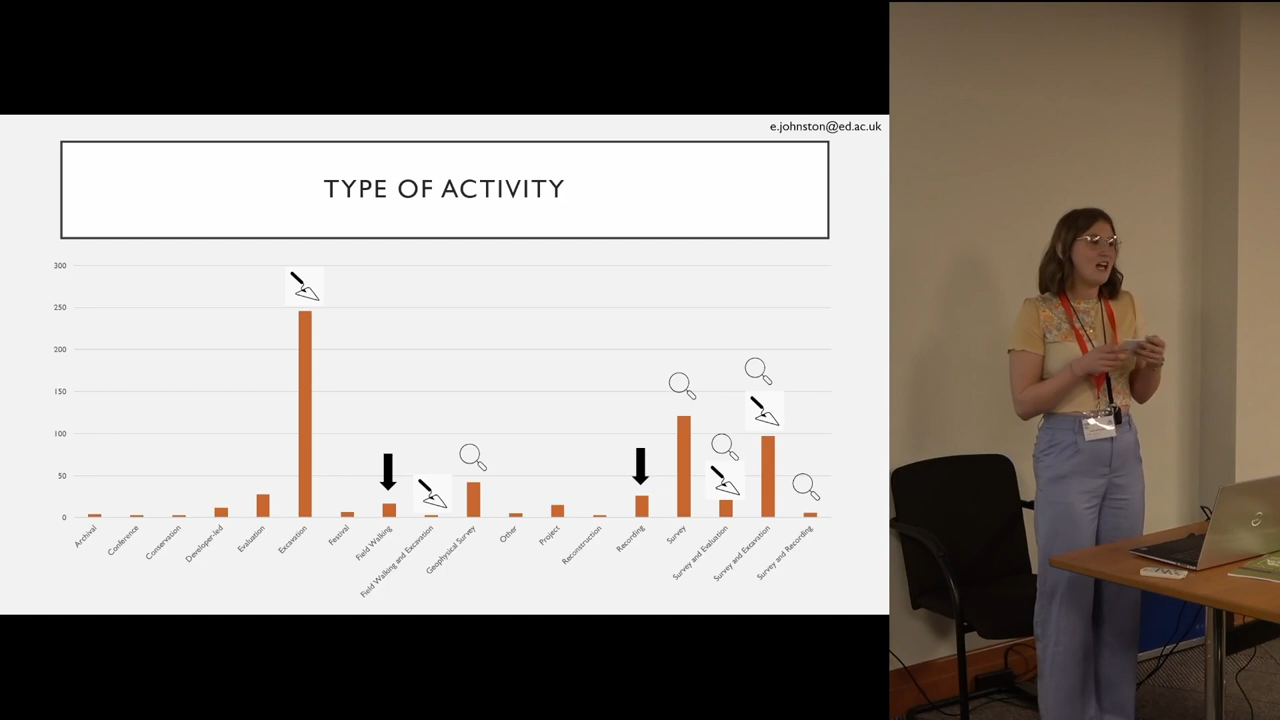 e.johnston@ed.ac.uk
TYPE OF ACTIVITY
300
250
200
150
100
50
0
Archival
Conference
Conservation
Developer-led
Evaluation
Excavation
Festival
Field Walking
Field Walking and Excavation
Geophysical Survey
Other
Project
Reconstruction
Recording
Survey
Survey and Evaluation
Survey and Excavation
Survey and Recording